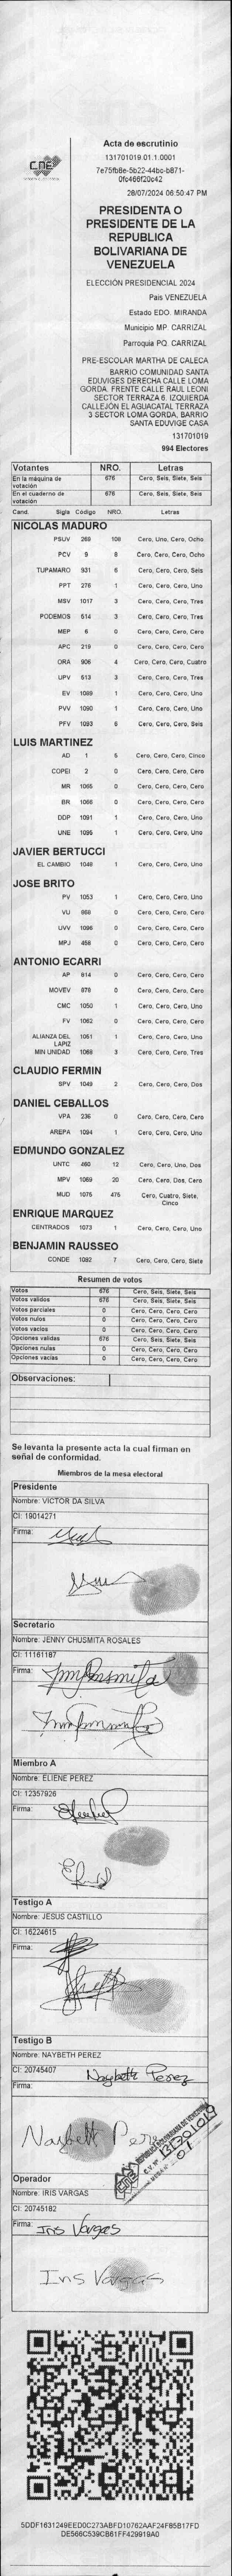 cne
Acta de escrutinio
131701019.01.1.0001
7e75fb8e-5b22-44bc-b871-
0fc466f20c42
28/07/2024 06:50:47 PM
PRESIDENTA O
PRESIDENTE DE LA
REPUBLICA
BOLIVARIANA DE
VENEZUELA
ELECCIÓN PRESIDENCIAL 2024
Pais VENEZUELA
Estado EDO. MIRANDA
Municipio MP. CARRIZAL
Parroquia PQ. CARRIZAL
PRE-ESCOLAR MARTHA DE CALECA
BARRIO COMUNIDAD SANTA
EDUVIGES DERECHA CALLE LOMA
GORDA. FRENTE CALLE RAUL LEONI
SECTOR TERRAZA 6. IZQUIERDA
CALLEJÓN EL AGUACATAL TERRAZA
3 SECTOR LOMA GORDA, BARRIO
SANTA EDUVIGE CASA
131701019
994 Electores
Votantes NRO. Letras
En la máquina de votación 676 Cero, Seis, Siete, Seis
En el cuaderno de votación 676 Cero, Seis, Siete, Seis
Cand. Sigla Código NRO. Letras
NICOLAS MADURO
PSUV 269 108 Cero, Uno, Cero, Ocho
PCV 9 8 Cero, Cero, Cero, Ocho
TUPAMARO 931 6 Cero, Cero, Cero, Seis
PPT 276 1 Cero, Cero, Cero, Uno
MSV 1017 3 Cero, Cero, Cero, Tres
PODEMOS 514 3 Cero, Cero, Cero, Tres
MEP 6 0 Cero, Cero, Cero, Cero
APC 219 0 Cero, Cero, Cero, Cero
ORA 906 4 Cero, Cero, Cero, Cuatro
UPV 513 3 Cero, Cero, Cero, Tres
EV 1089 1 Cero, Cero, Cero, Uno
PVV 1090 1 Cero, Cero, Cero, Uno
PFV 1093 6 Cero, Cero, Cero, Seis
LUIS MARTINEZ
AD 1 5 Cero, Cero, Cero, Cinco
COPEI 2 0 Cero, Cero, Cero, Cero
MR 1065 0 Cero, Cero, Cero, Cero
BR 1066 0 Cero, Cero, Cero, Cero
DDP 1091 1 Cero, Cero, Cero, Uno
UNE 1095 1 Cero, Cero, Cero, Uno
JAVIER BERTUCCI
EL CAMBIO 1048 1 Cero, Cero, Cero, Uno
JOSE BRITO
PV 1053 1 Cero, Cero, Cero, Uno
VU 868 0 Cero, Cero, Cero, Cero
UVV 1096 0 Cero, Cero, Cero, Cero
MPJ 458 0 Cero, Cero, Cero, Cero
ANTONIO ECARRI
AP 614 0 Cero, Cero, Cero, Cero
MOVEV 878 0 Cero, Cero, Cero, Cero
CMC 1050 1 Cero, Cero, Cero, Uno
FV 1062 0 Cero, Cero, Cero, Cero
ALIANZA DEL LAPIZ 1051 1 Cero, Cero, Cero, Uno
MIN UNIDAD 1068 3 Cero, Cero, Cero, Tres
CLAUDIO FERMIN
SPV 1049 2 Cero, Cero, Cero, Dos
DANIEL CEBALLOS
VPA 236 0 Cero, Cero, Cero, Cero
AREPA 1094 1 Cero, Cero, Cero, Uno
EDMUNDO GONZALEZ
UNTC 460 12 Cero, Cero, Uno, Dos
MPV 1069 20 Cero, Cero, Dos, Cero
MUD 1075 475 Cero, Cuatro, Siete, Cinco
ENRIQUE MARQUEZ
CENTRADOS 1073 1 Cero, Cero, Cero, Uno
BENJAMIN RAUSSEO
CONDE 1082 7 Cero, Cero, Cero, Siete
Resumen de votos
Votos 676 Cero, Seis, Siete, Seis
Votos validos 676 Cero, Seis, Siete, Seis
Votos parciales 0 Cero, Cero, Cero, Cero
Votos nulos 0 Cero, Cero, Cero, Cero
Votos vacios 0 Cero, Cero, Cero, Cero
Opciones validas 676 Cero, Seis, Siete, Seis
Opciones nulas 0 Cero, Cero, Cero, Cero
Opciones vacias 0 Cero, Cero, Cero, Cero
Observaciones:
Se levanta la presente acta la cual firman en
señal de conformidad.
Miembros de la mesa electoral
Presidente
Nombre: VICTOR DA SILVA
CI: 19014271
Firma:
Secretario
Nombre: JENNY CHUSMITA ROSALES
CI: 11161187
Firma:
Miembro A
Nombre: ELIENE PEREZ
CI: 12357926
Firma:
Testigo A
Nombre: JESUS CASTILLO
CI: 16224615
Firma:
Testigo B
Nombre: NAYBETH PEREZ
CI: 20745407
Naybeth Perez
Firma:
Naybeth Perez
REPUBLICA BOLIVARIANA DE VENEZUELA
cne
C.V. N° 131701019
01
Operador
Nombre: IRIS VARGAS
CI: 20745182
Firma: Iris Vargas
Iris Vargas
5DDF1631249EED0C273ABFD10762AAF24F85B17FD
DE566C539CB61FF429919A0